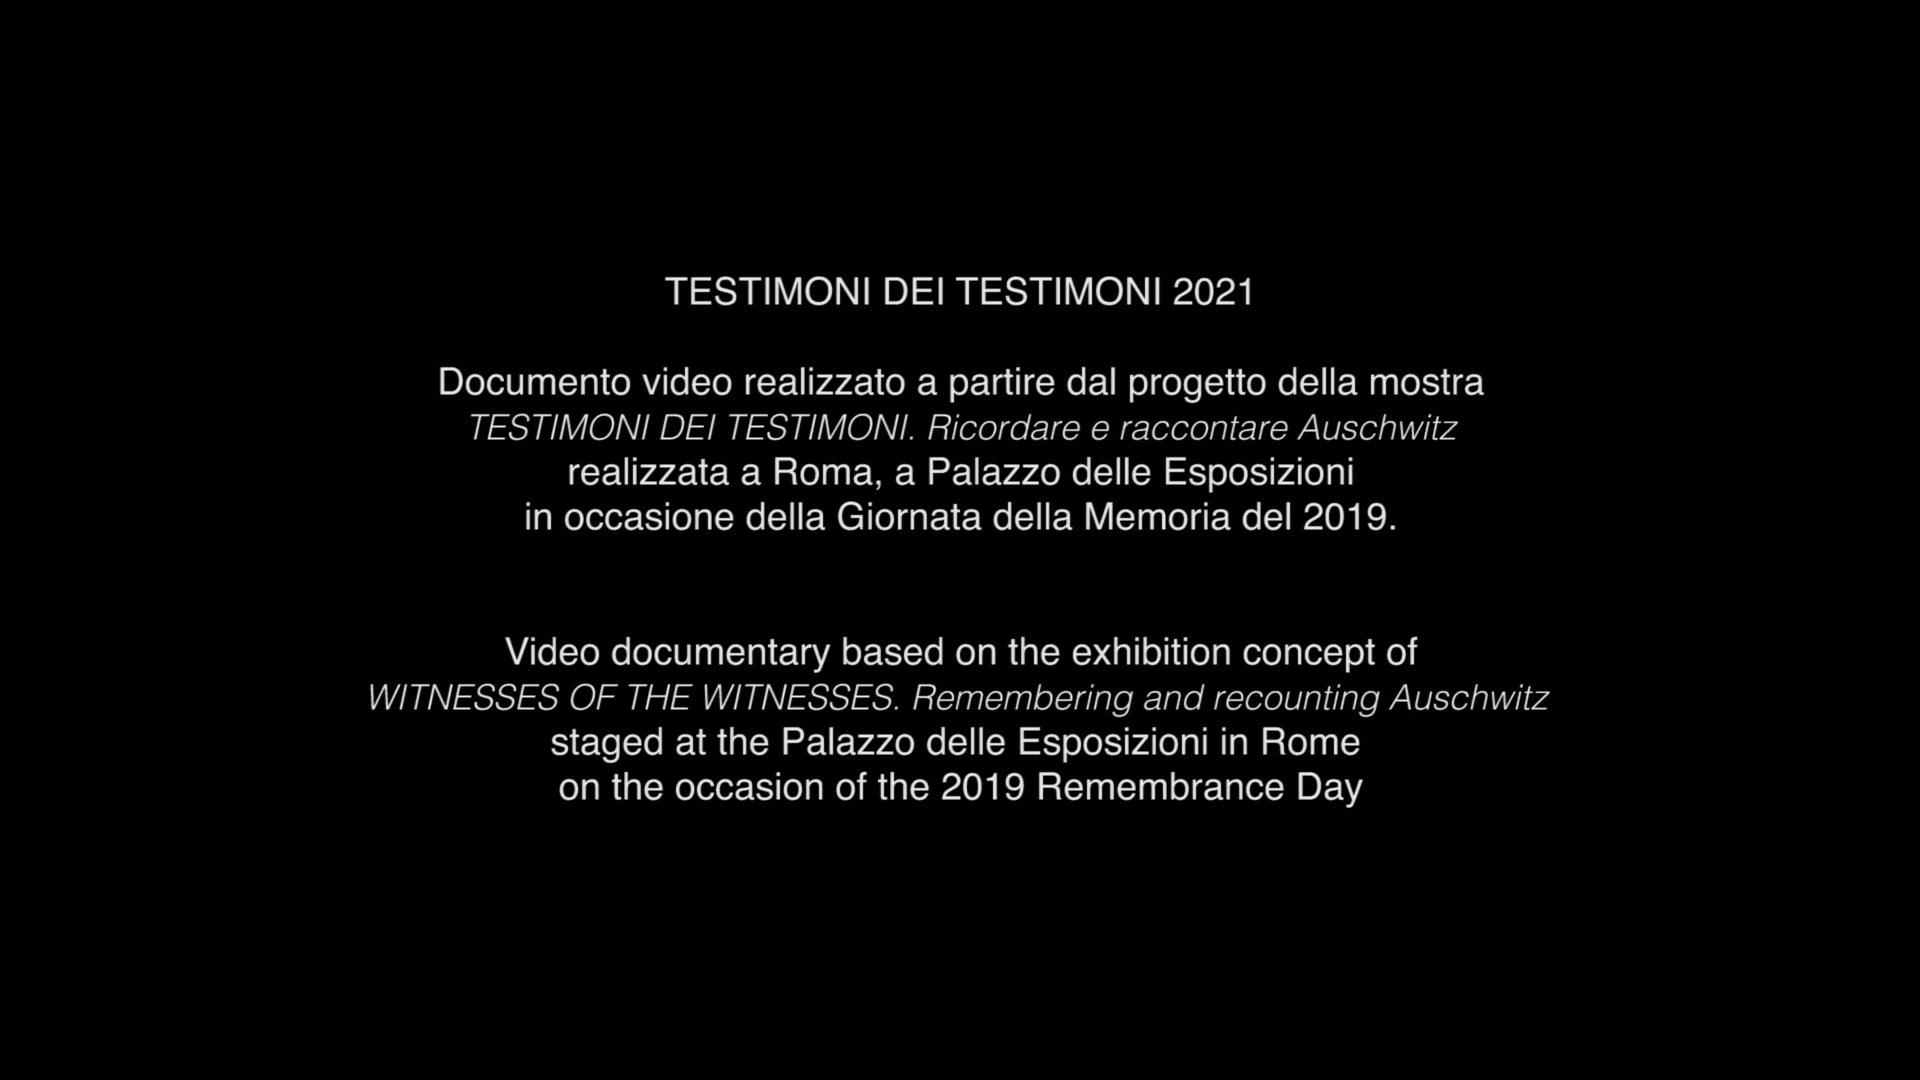 TESTIMONI DEI TESTIMONI 2021
Documento video realizzato a partire dal progetto della mostra
TESTIMONI DEI TESTIMONI. Ricordare e raccontare Auschwitz
realizzata a Roma, a Palazzo delle Esposizioni
in occasione della Giornata della Memoria del 2019.
Video documentary based on the exhibition concept of
WITNESSES OF THE WITNESSES. Remembering and recounting Auschwitz
staged at the Palazzo delle Esposizioni in Rome
on the occasion of the 2019 Remembrance Day